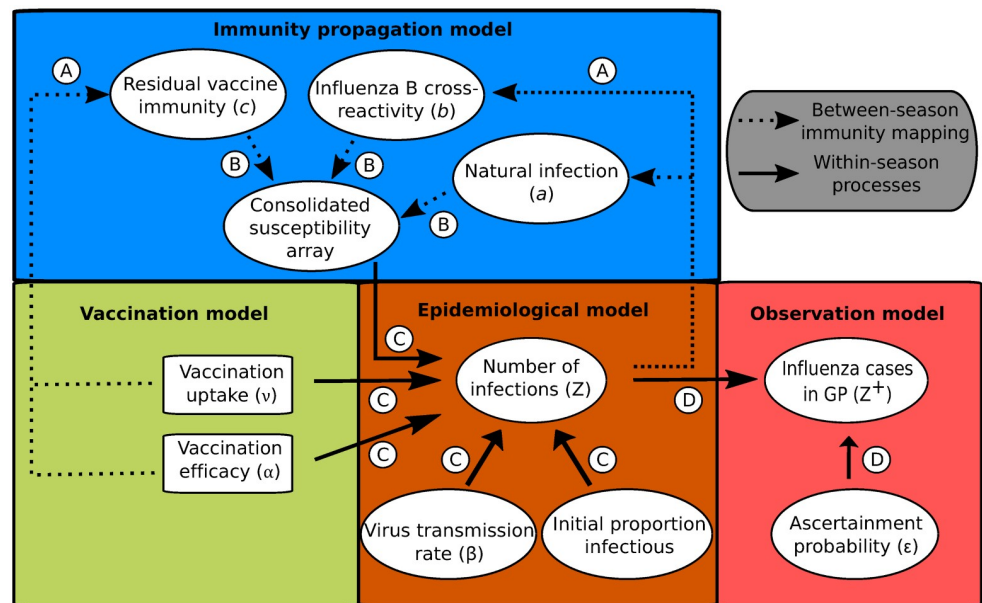 Immunity propagation model
A
Residual vaccine
immunity (c)
Influenza B cross-
reactivity (b)
A
B
B
Natural infection
(a)
B
Consolidated
susceptibility
array
Between-season
immunity mapping
Within-season
processes
Vaccination model
Vaccination
uptake (ν)
Vaccination
efficacy (α)
Epidemiological model
C
C
C
Number of
infections (Z)
C
C
Virus transmission
rate (β)
Initial proportion
infectious
D
Observation model
Influenza cases
in GP (Z⁺)
D
Ascertainment
probability (ε)